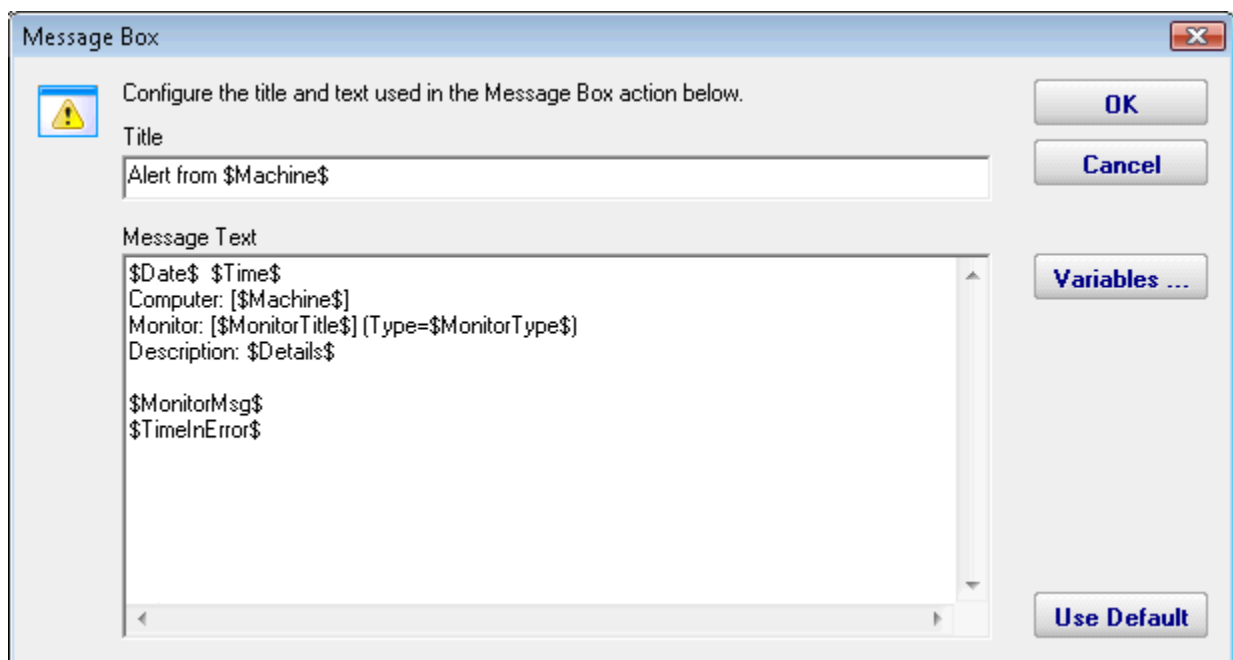 Message Box
Configure the title and text used in the Message Box action below.
OK
Title
Cancel
Alert from $Machine$
Message Text
$Date$  $Time$
Variables ...
Computer: [$Machine$]
Monitor: [$MonitorTitle$] (Type=$MonitorType$)
Description: $Details$
$MonitorMsg$
$TimeInError$
Use Default